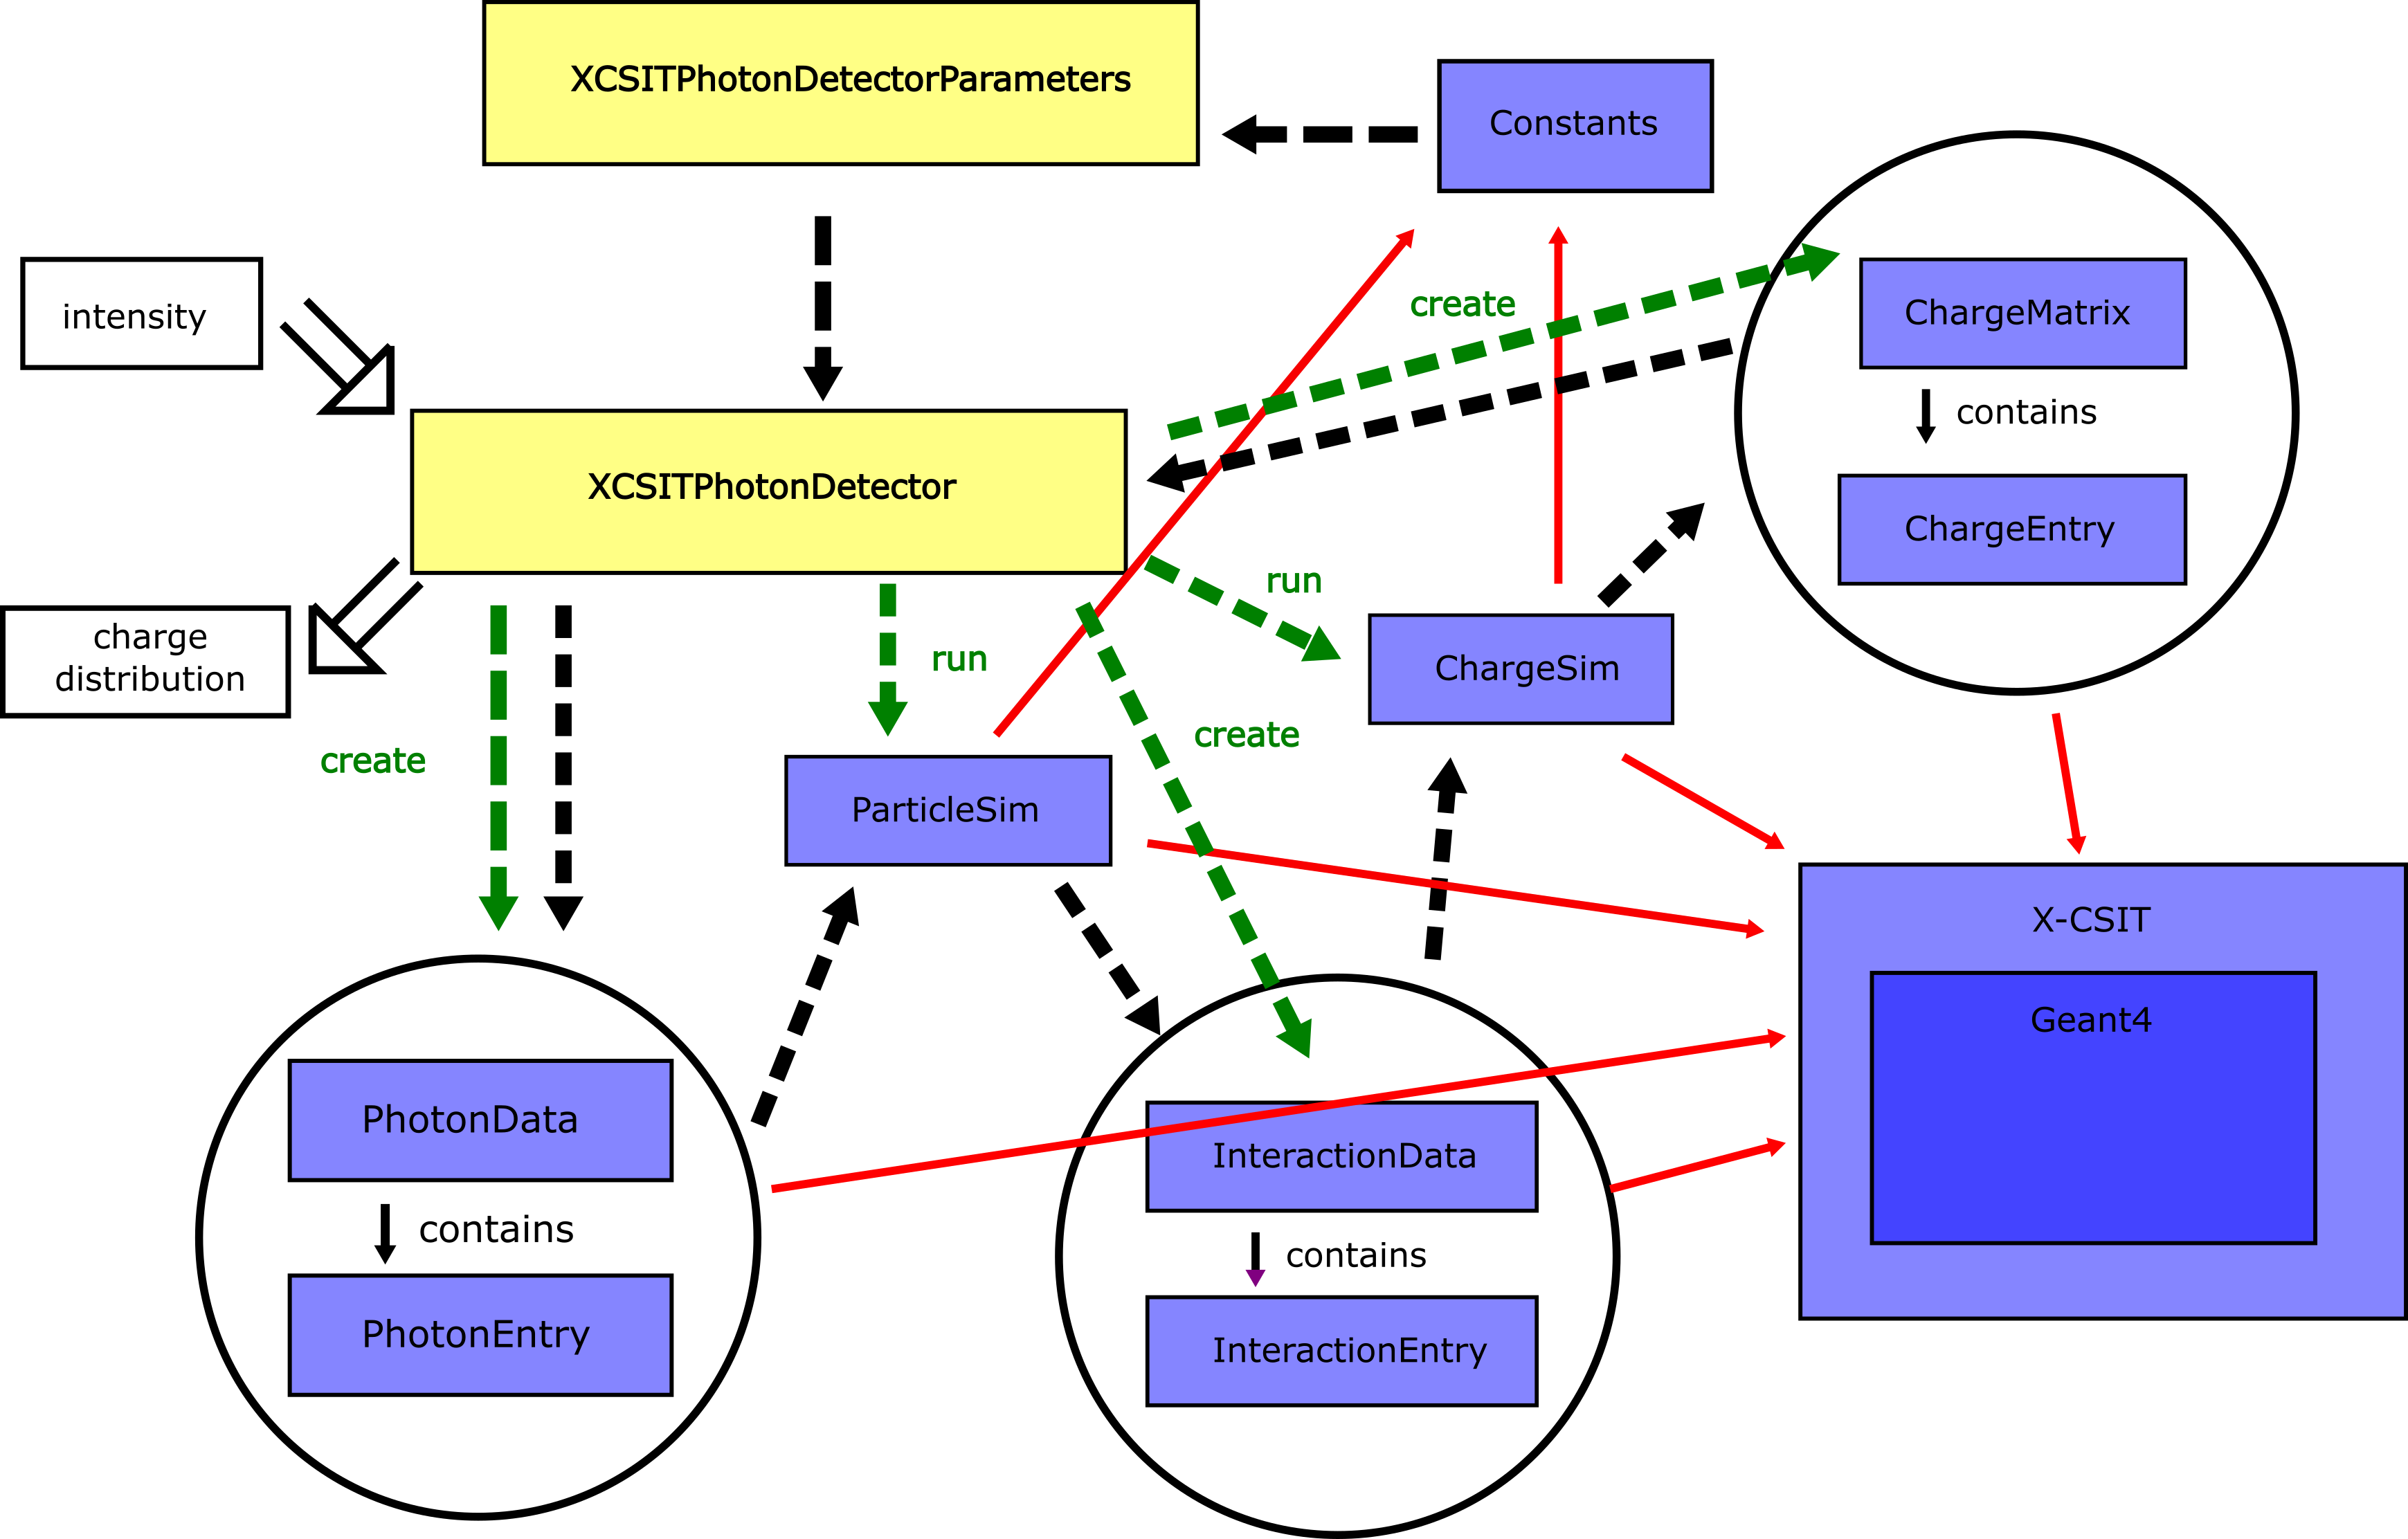 XCSITPhotonDetectorParameters
Constants
intensity
create
ChargeMatrix
contains
XCSITPhotonDetector
ChargeEntry
run
charge
distribution
run
ChargeSim
create
create
ParticleSim
X-CSIT
Geant4
PhotonData
InteractionData
contains
contains
PhotonEntry
InteractionEntry